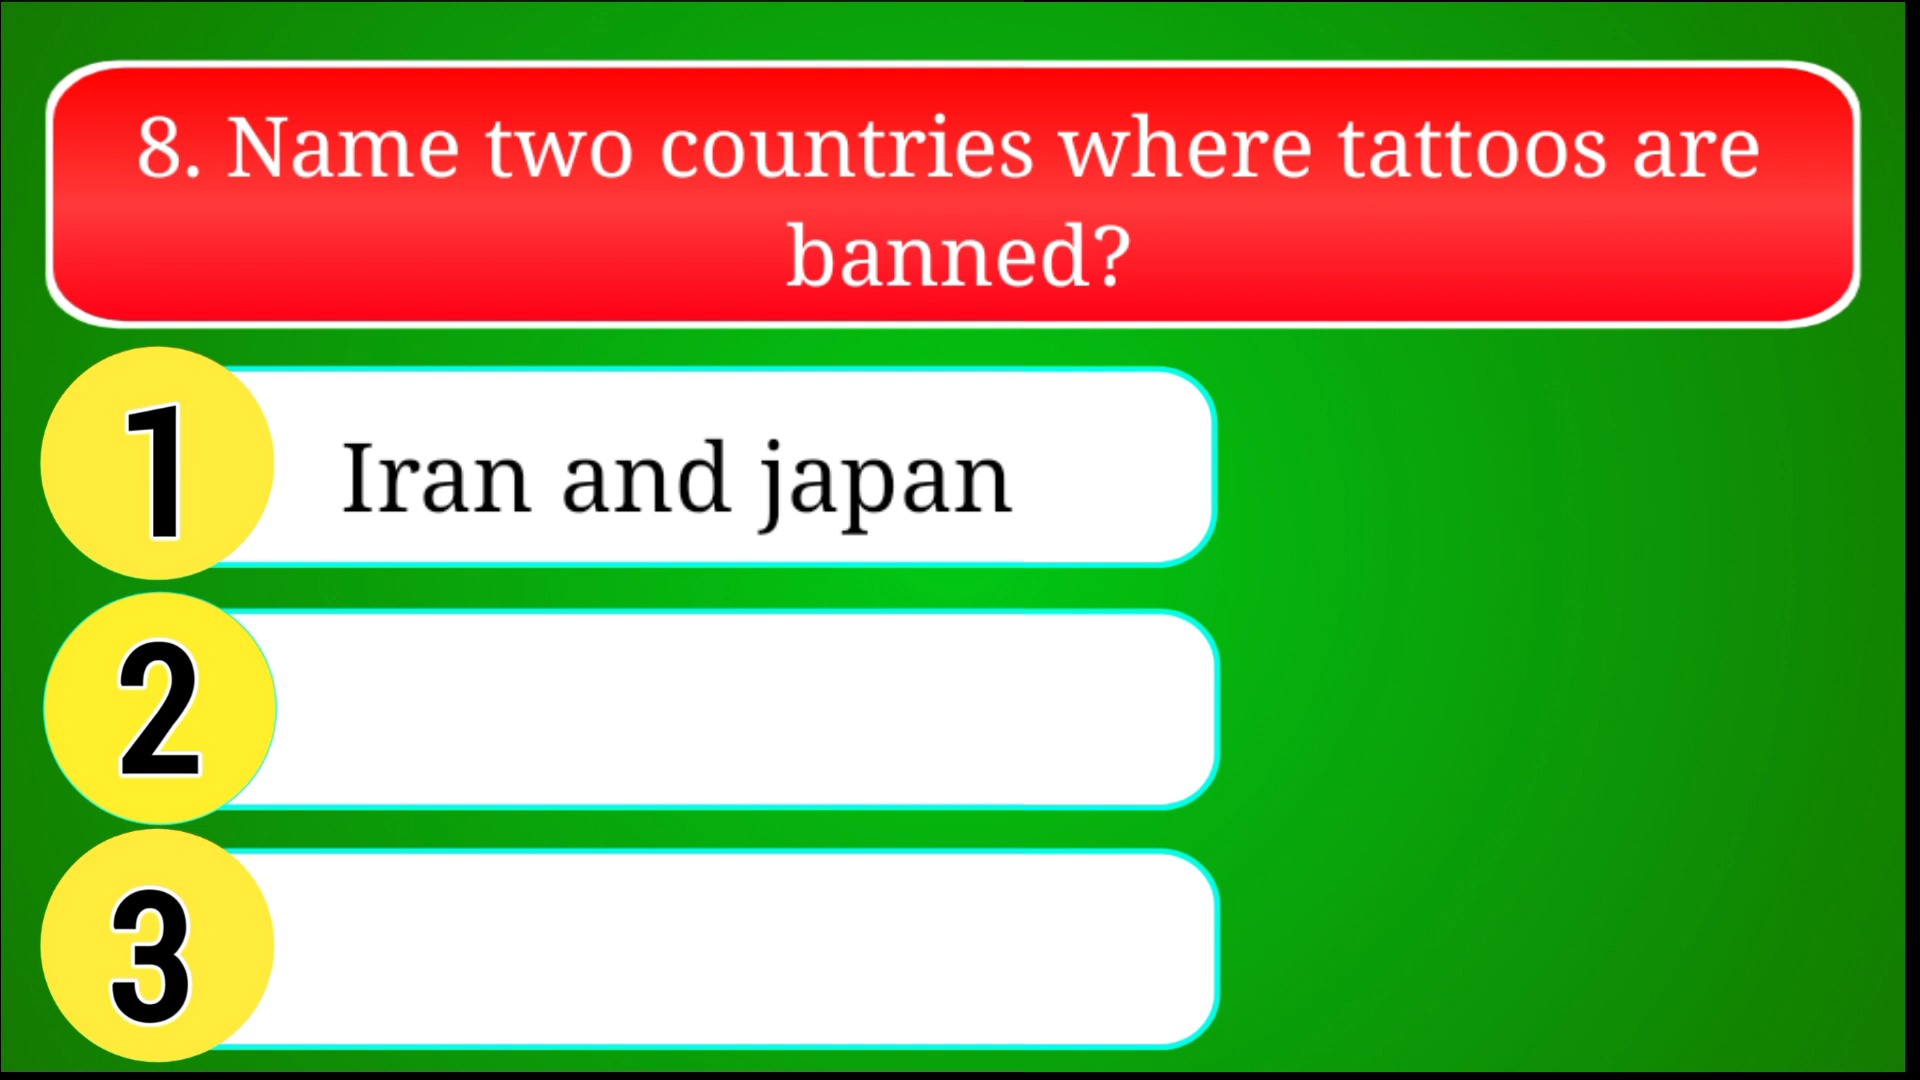 8. Name two countries where tattoos are
banned?
1
Iran and japan
2
3